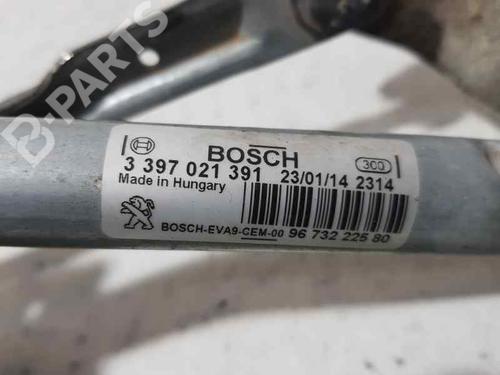 B-PARTS
BOSCH
300
3 397 021 391 23/01/14 2314
Made in Hungary
BOSCH-EVA9-CEM-00 96 732 225 80